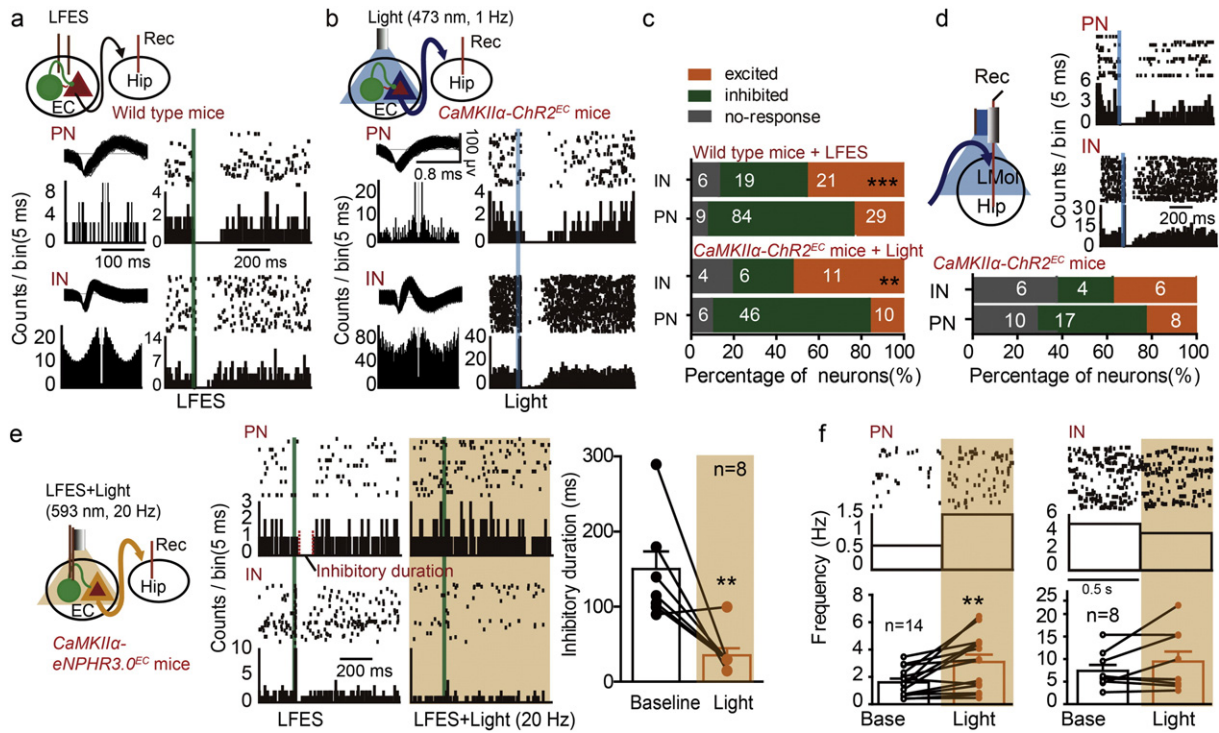 a
LFES
Rec
Hip
EC
Wild type mice
PN
10
8
6
4
2
0
100 ms
4
3
2
1
0
200 ms
IN
20
10
0
14
7
0
Counts / bin(5 ms)
LFES
b
Light (473 nm, 1 Hz)
Rec
Hip
EC
CaMKIIα-ChR2EC mice
PN
100 μv
0.8 ms
20
10
0
4
2
0
IN
80
60
40
20
0
40
20
0
Counts / bin(5 ms)
Light
c
excited
inhibited
no-response
Wild type mice + LFES
IN 6 19 21 ***
PN 9 84 29
CaMKIIα-ChR2EC mice + Light
IN 4 6 11 **
PN 6 46 10
0 20 40 60 80 100
Percentage of neurons(%)
d
Rec
LMol
Hip
PN
6
3
0
IN
30
15
0
Counts / bin (5 ms)
200 ms
CaMKIIα-ChR2EC mice
IN 6 4 6
PN 10 17 8
0 20 40 60 80 100
Percentage of neurons(%)
e
LFES+Light
(593 nm, 20 Hz)
Rec
Hip
EC
CaMKIIα-
eNPHR3.0EC mice
PN
3
2
1
0
Inhibitory duration
IN
10
5
0
Counts / bin(5 ms)
200 ms
LFES
LFES+Light (20 Hz)
300
200
100
0
Inhibitory duration (ms)
n=8
**
Baseline
Light
f
PN
1.5
0.5
0
Frequency (Hz)
8
6
4
2
0
n=14
**
Base
Light
IN
6
4
2
0
0.5 s
25
20
15
10
5
0
n=8
Base
Light